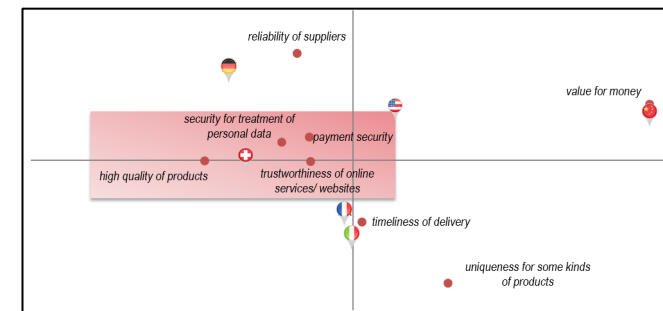 reliability of suppliers
value for money
security for treatment of
personal data
payment security
high quality of products
trustworthiness of online
services/ websites
timeliness of delivery
uniqueness for some kinds
of products